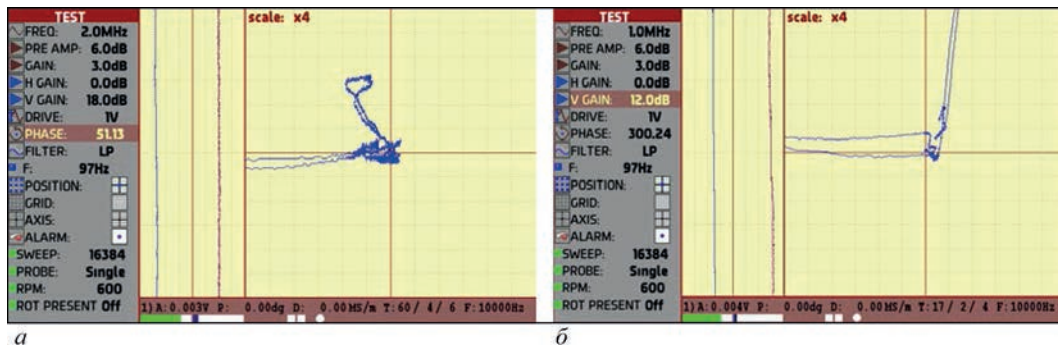 TEST
FREQ: 2.0MHz
PRE AMP: 6.0dB
GAIN: 3.0dB
H GAIN: 0.0dB
V GAIN: 18.0dB
DRIVE: 1V
PHASE: 51.13
FILTER: LP
F: 97Hz
POSITION:
GRID:
AXIS:
ALARM:
SWEEP: 16384
PROBE: Single
RPM: 600
ROT PRESENT Off
scale: x4
1) A:0.003V P: 0.00dg D: 0.00MS/m T:60/ 4/ 6 F:10000Hz
а
TEST
FREQ: 1.0MHz
PRE AMP: 6.0dB
GAIN: 3.0dB
H GAIN: 0.0dB
V GAIN: 12.0dB
DRIVE: 1V
PHASE: 300.24
FILTER: LP
F: 97Hz
POSITION:
GRID:
AXIS:
ALARM:
SWEEP: 16384
PROBE: Single
RPM: 600
ROT PRESENT Off
scale: x4
1) A:0.004V P: 0.00dg D: 0.00MS/m T:17/ 2/ 4 F:10000Hz
б